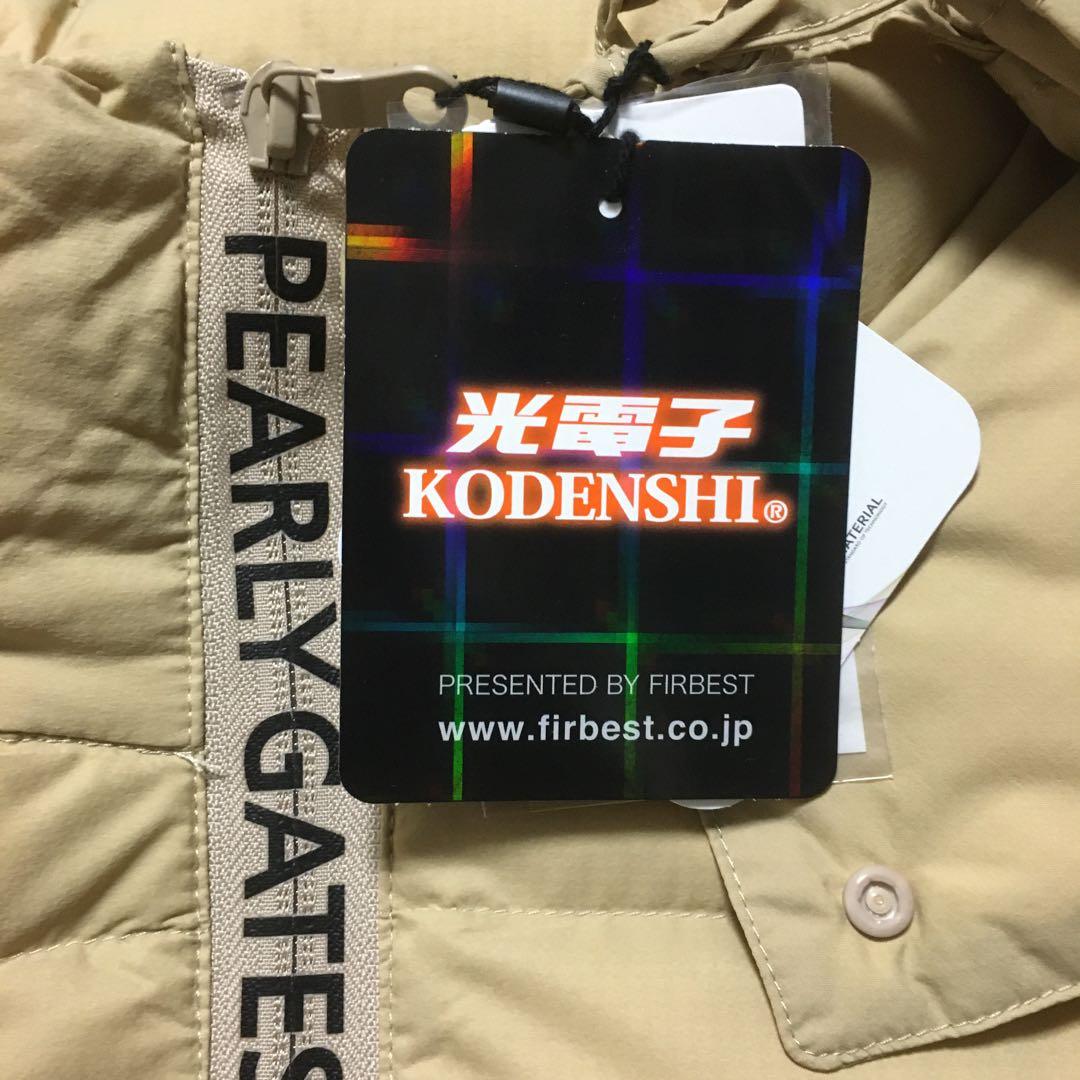 PEARLY GATES
光電子
KODENSHI®
PRESENTED BY FIRBEST
www.firbest.co.jp